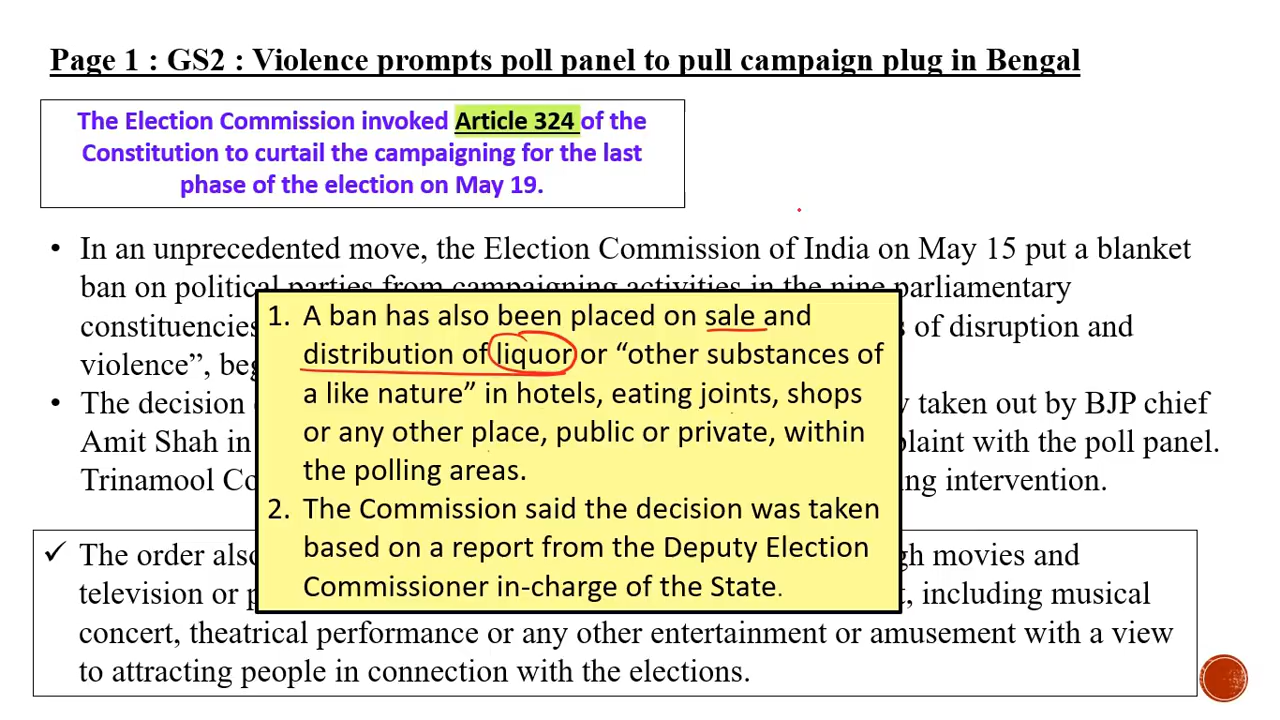 Page 1 : GS2 : Violence prompts poll panel to pull campaign plug in Bengal
The Election Commission invoked Article 324 of the
Constitution to curtail the campaigning for the last
phase of the election on May 19.
• In an unprecedented move, the Election Commission of India on May 15 put a blanket
ban on political parties from campaigning activities in the nine parliamentary
constituencies of disruption and
violence”,
• The decision taken out by BJP chief
Amit Shah in with the poll panel.
Trinamool intervention.
1. A ban has also been placed on sale and
distribution of liquor or “other substances of
a like nature” in hotels, eating joints, shops
or any other place, public or private, within
the polling areas.
2. The Commission said the decision was taken
based on a report from the Deputy Election
Commissioner in-charge of the State.
✓ The order also movies and
television or including musical
concert, theatrical performance or any other entertainment or amusement with a view
to attracting people in connection with the elections.